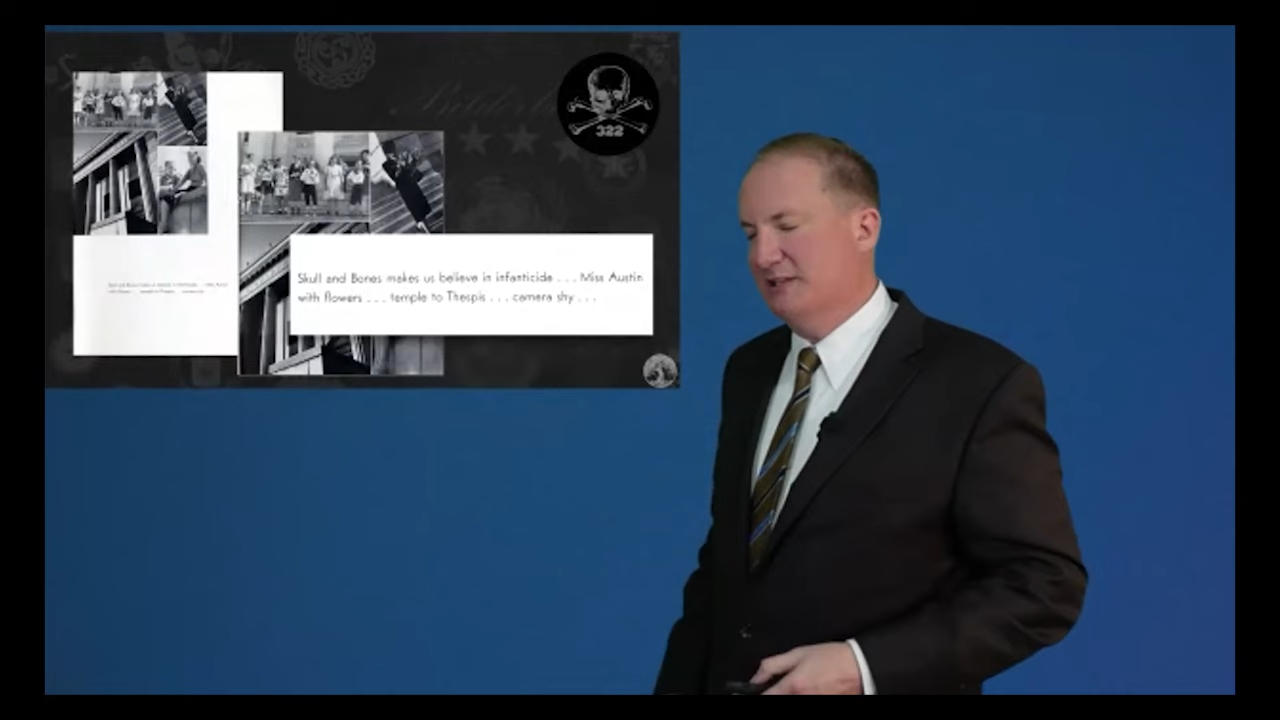 322
Skull and Bones makes us believe in infanticide . . . Miss Austin
with flowers . . . temple to Thespis . . . camera shy . . .